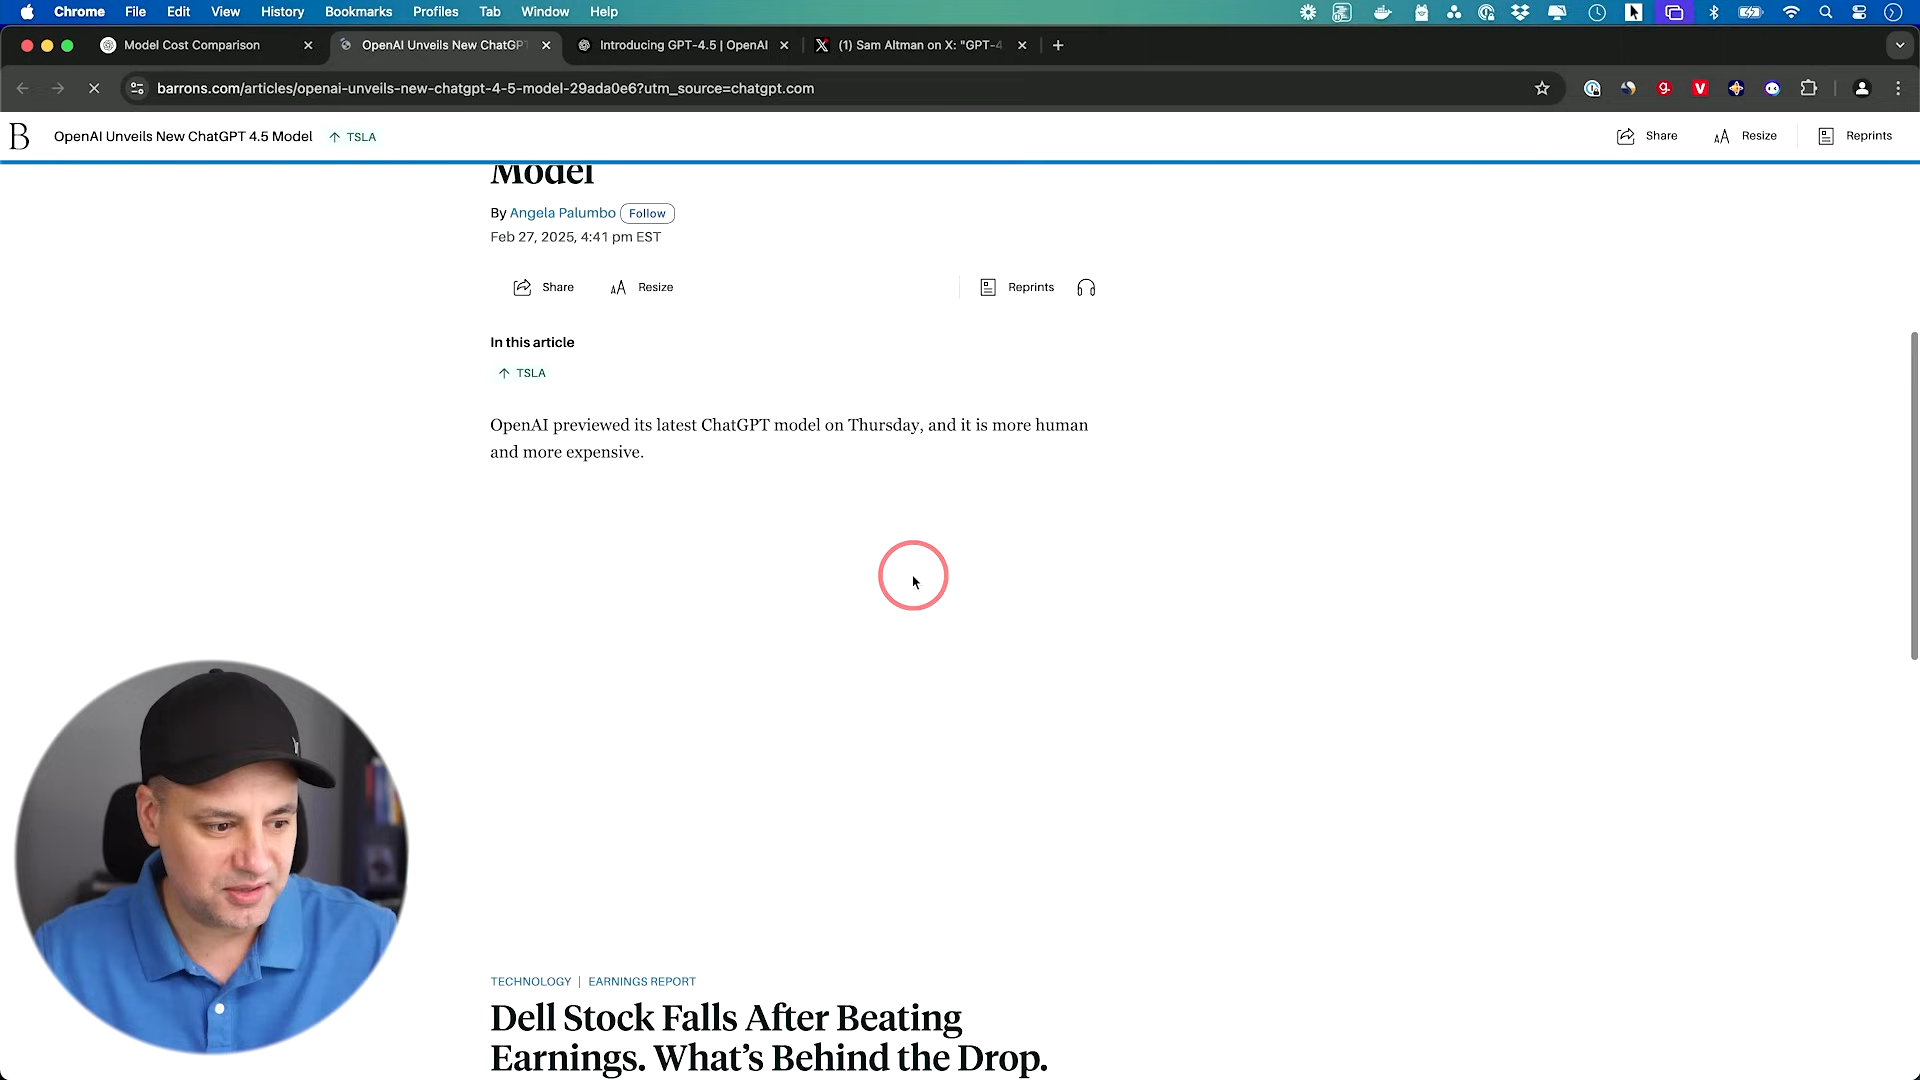 Chrome File Edit View History Bookmarks Profiles Tab Window Help
Model Cost Comparison
OpenAI Unveils New ChatGP
Introducing GPT-4.5 | OpenAI
(1) Sam Altman on X: "GPT-4
barrons.com/articles/openai-unveils-new-chatgpt-4-5-model-29ada0e6?utm_source=chatgpt.com
B OpenAI Unveils New ChatGPT 4.5 Model TSLA Share Resize Reprints
Model
By Angela Palumbo Follow
Feb 27, 2025, 4:41 pm EST
Share Resize Reprints
In this article
TSLA
OpenAI previewed its latest ChatGPT model on Thursday, and it is more human
and more expensive.
TECHNOLOGY | EARNINGS REPORT
Dell Stock Falls After Beating
Earnings. What's Behind the Drop.